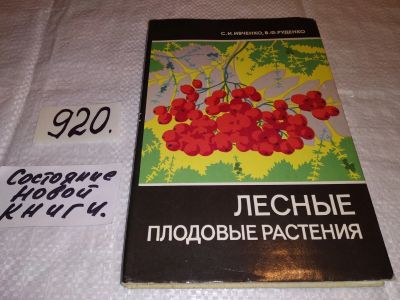 С.И.ИВЧЕНКО, В.Ф.РУДЕНКО
ЛЕСНЫЕ
ПЛОДОВЫЕ РАСТЕНИЯ
920.
Состояние
новой
книги.